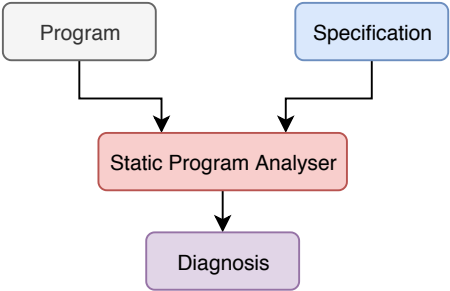 Program
Specification
Static Program Analyser
Diagnosis